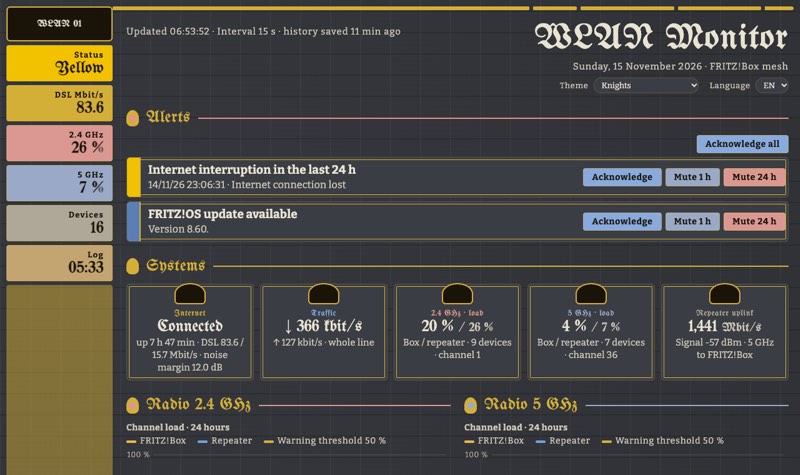 WLAN 01
Status
Yellow
DSL Mbit/s
83.6
2.4 GHz
26 %
5 GHz
7 %
Devices
16
Log
05:33
Updated 06:53:52 · Interval 15 s · history saved 11 min ago
WLAN Monitor
Sunday, 15 November 2026 · FRITZ!Box mesh
Theme Knights Language EN
Alerts
Acknowledge all
Internet interruption in the last 24 h
14/11/26 23:06:31 · Internet connection lost
Acknowledge Mute 1 h Mute 24 h
FRITZ!OS update available
Version 8.60.
Acknowledge Mute 1 h Mute 24 h
Systems
Internet
Connected
up 7 h 47 min · DSL 83.6 /
15.7 Mbit/s · noise
margin 12.0 dB
Traffic
↓ 366 kbit/s
↑ 127 kbit/s · whole line
2.4 GHz · load
20 % / 26 %
Box / repeater · 9 devices
· channel 1
5 GHz · load
4 % / 7 %
Box / repeater · 7 devices
· channel 36
Repeater uplink
1,441 Mbit/s
Signal -57 dBm · 5 GHz
to FRITZ!Box
Radio 2.4 GHz
Channel load · 24 hours
FRITZ!Box Repeater Warning threshold 50 %
100 %
Radio 5 GHz
Channel load · 24 hours
FRITZ!Box Repeater Warning threshold 50 %
100 %